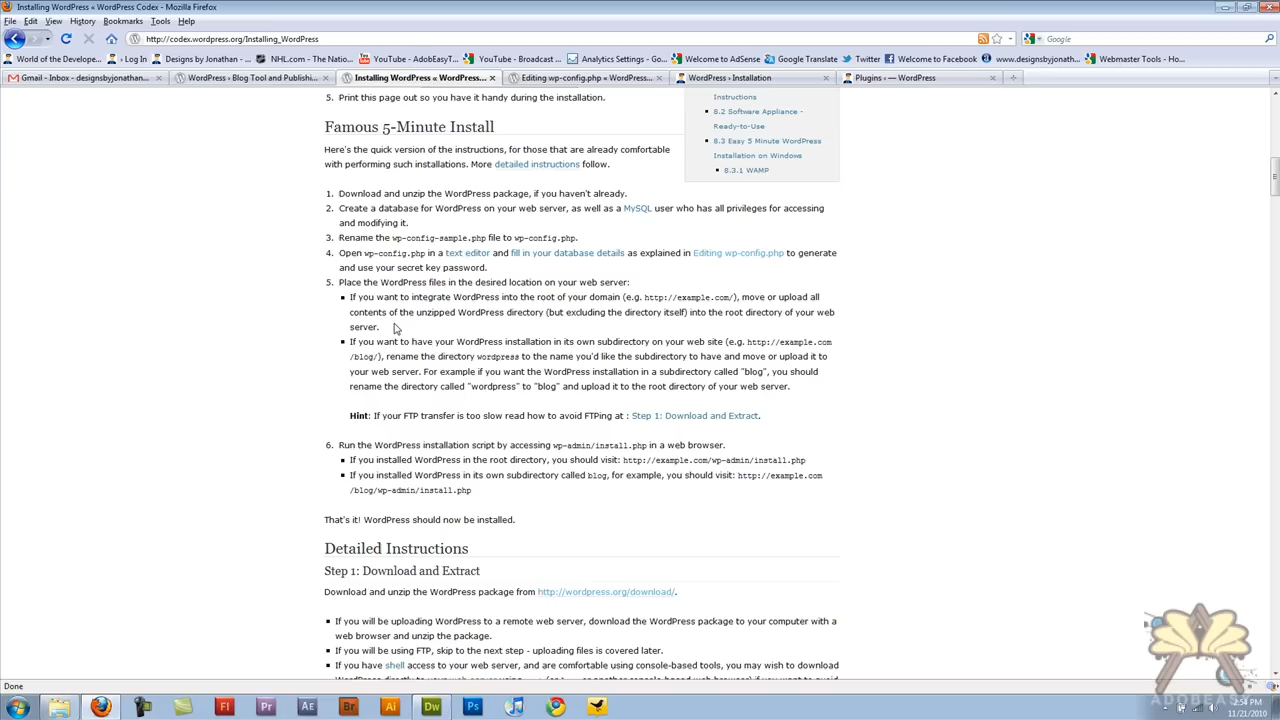 Installing WordPress « WordPress Codex - Mozilla Firefox
File Edit View History Bookmarks Tools Help
http://codex.wordpress.org/Installing_WordPress
Google
World of the Develope... › Log In Designs by Jonathan -... NHL.com - The Natio... YouTube - AdobeEasyT... YouTube - Broadcast ... Analytics Settings - G... Welcome to AdSense Google Translate Twitter Welcome to Facebook www.designsbyjonath... Webmaster Tools - Ho...
Gmail - Inbox - designsbyjonathan... WordPress › Blog Tool and Publishi... Installing WordPress « WordPress... Editing wp-config.php « WordPress... WordPress › Installation Plugins « — WordPress
5. Print this page out so you have it handy during the installation.
Instructions
8.2 Software Appliance -
Ready-to-Use
8.3 Easy 5 Minute WordPress
Installation on Windows
8.3.1 WAMP
Famous 5-Minute Install
Here's the quick version of the instructions, for those that are already comfortable
with performing such installations. More detailed instructions follow.
1. Download and unzip the WordPress package, if you haven't already.
2. Create a database for WordPress on your web server, as well as a MySQL user who has all privileges for accessing
and modifying it.
3. Rename the wp-config-sample.php file to wp-config.php.
4. Open wp-config.php in a text editor and fill in your database details as explained in Editing wp-config.php to generate
and use your secret key password.
5. Place the WordPress files in the desired location on your web server:
If you want to integrate WordPress into the root of your domain (e.g. http://example.com/), move or upload all
contents of the unzipped WordPress directory (but excluding the directory itself) into the root directory of your web
server.
If you want to have your WordPress installation in its own subdirectory on your web site (e.g. http://example.com
/blog/), rename the directory wordpress to the name you'd like the subdirectory to have and move or upload it to
your web server. For example if you want the WordPress installation in a subdirectory called "blog", you should
rename the directory called "wordpress" to "blog" and upload it to the root directory of your web server.
Hint: If your FTP transfer is too slow read how to avoid FTPing at : Step 1: Download and Extract.
6. Run the WordPress installation script by accessing wp-admin/install.php in a web browser.
If you installed WordPress in the root directory, you should visit: http://example.com/wp-admin/install.php
If you installed WordPress in its own subdirectory called blog, for example, you should visit: http://example.com
/blog/wp-admin/install.php
That's it! WordPress should now be installed.
Detailed Instructions
Step 1: Download and Extract
Download and unzip the WordPress package from http://wordpress.org/download/.
If you will be uploading WordPress to a remote web server, download the WordPress package to your computer with a
web browser and unzip the package.
If you will be using FTP, skip to the next step - uploading files is covered later.
If you have shell access to your web server, and are comfortable using console-based tools, you may wish to download
Done
Fl Pr Ae Br Ai Dw Ps
2:54 PM
11/21/2010